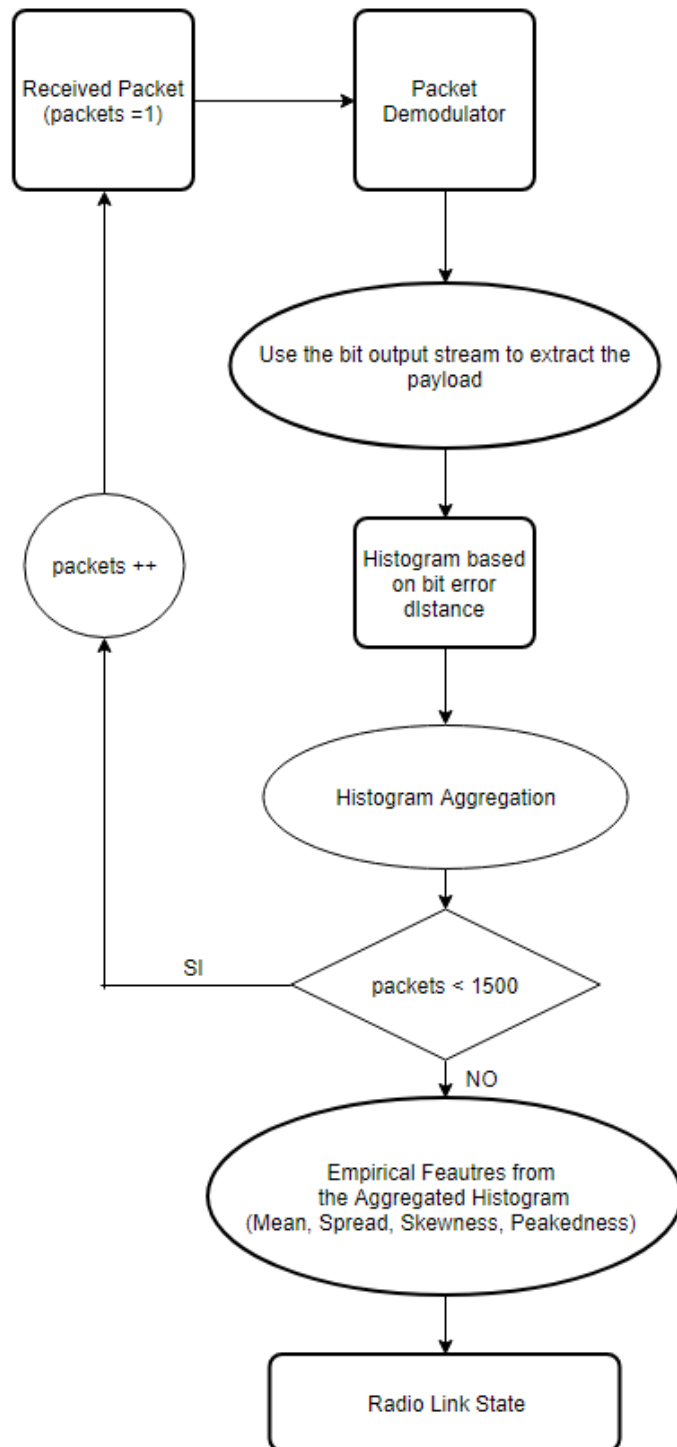 Received Packet
(packets =1)
Packet
Demodulator
Use the bit output stream to extract the
payload
Histogram based
on bit error
distance
packets ++
Histogram Aggregation
packets < 1500
SI
NO
Empirical Feautres from
the Aggregated Histogram
(Mean, Spread, Skewness, Peakedness)
Radio Link State